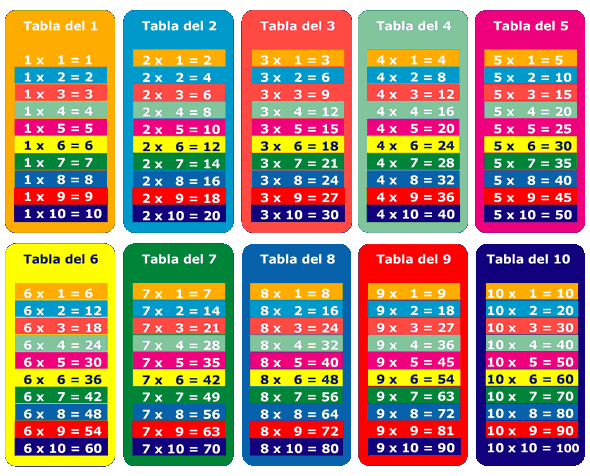 Tabla del 1
1 x 1 = 1
1 x 2 = 2
1 x 3 = 3
1 x 4 = 4
1 x 5 = 5
1 x 6 = 6
1 x 7 = 7
1 x 8 = 8
1 x 9 = 9
1 x 10 = 10
Tabla del 2
2 x 1 = 2
2 x 2 = 4
2 x 3 = 6
2 x 4 = 8
2 x 5 = 10
2 x 6 = 12
2 x 7 = 14
2 x 8 = 16
2 x 9 = 18
2 x 10 = 20
Tabla del 3
3 x 1 = 3
3 x 2 = 6
3 x 3 = 9
3 x 4 = 12
3 x 5 = 15
3 x 6 = 18
3 x 7 = 21
3 x 8 = 24
3 x 9 = 27
3 x 10 = 30
Tabla del 4
4 x 1 = 4
4 x 2 = 8
4 x 3 = 12
4 x 4 = 16
4 x 5 = 20
4 x 6 = 24
4 x 7 = 28
4 x 8 = 32
4 x 9 = 36
4 x 10 = 40
Tabla del 5
5 x 1 = 5
5 x 2 = 10
5 x 3 = 15
5 x 4 = 20
5 x 5 = 25
5 x 6 = 30
5 x 7 = 35
5 x 8 = 40
5 x 9 = 45
5 x 10 = 50
Tabla del 6
6 x 1 = 6
6 x 2 = 12
6 x 3 = 18
6 x 4 = 24
6 x 5 = 30
6 x 6 = 36
6 x 7 = 42
6 x 8 = 48
6 x 9 = 54
6 x 10 = 60
Tabla del 7
7 x 1 = 7
7 x 2 = 14
7 x 3 = 21
7 x 4 = 28
7 x 5 = 35
7 x 6 = 42
7 x 7 = 49
7 x 8 = 56
7 x 9 = 63
7 x 10 = 70
Tabla del 8
8 x 1 = 8
8 x 2 = 16
8 x 3 = 24
8 x 4 = 32
8 x 5 = 40
8 x 6 = 48
8 x 7 = 56
8 x 8 = 64
8 x 9 = 72
8 x 10 = 80
Tabla del 9
9 x 1 = 9
9 x 2 = 18
9 x 3 = 27
9 x 4 = 36
9 x 5 = 45
9 x 6 = 54
9 x 7 = 63
9 x 8 = 72
9 x 9 = 81
9 x 10 = 90
Tabla del 10
10 x 1 = 10
10 x 2 = 20
10 x 3 = 30
10 x 4 = 40
10 x 5 = 50
10 x 6 = 60
10 x 7 = 70
10 x 8 = 80
10 x 9 = 90
10 x 10 = 100